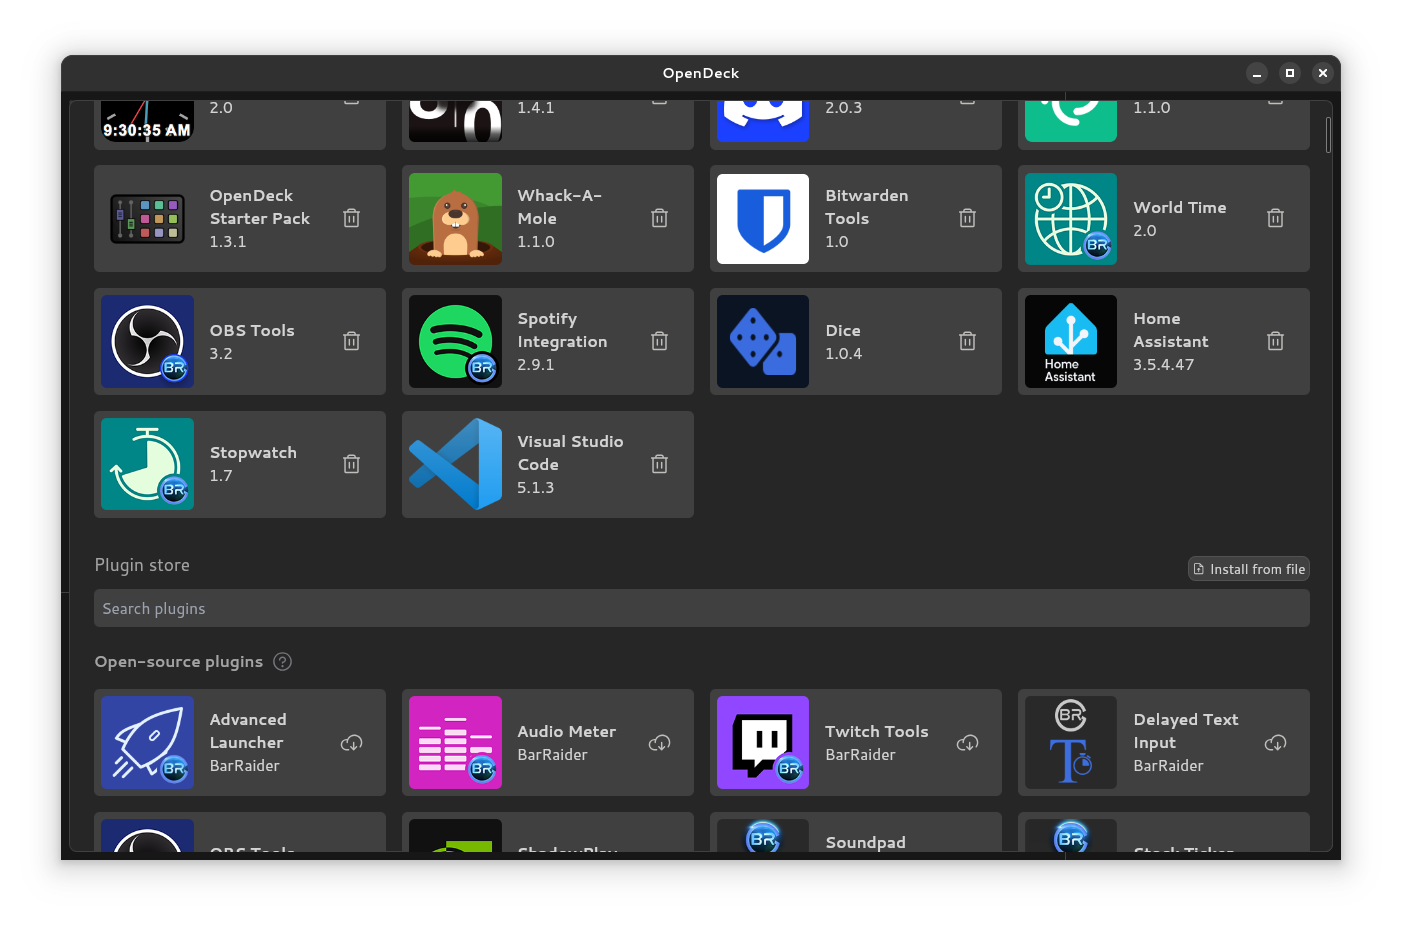 OpenDeck
2.0
1.4.1
2.0.3
1.1.0
9:30:35 AM
OpenDeck
Starter Pack
1.3.1
Whack-A-
Mole
1.1.0
Bitwarden
Tools
1.0
World Time
2.0
BR
OBS Tools
3.2
BR
Spotify
Integration
2.9.1
BR
Dice
1.0.4
Home
Assistant
3.5.4.47
Home
Assistant
Stopwatch
1.7
BR
Visual Studio
Code
5.1.3
Plugin store
Install from file
Search plugins
Open-source plugins ?
Advanced
Launcher
BarRaider
BR
Audio Meter
BarRaider
BR
Twitch Tools
BarRaider
BR
Delayed Text
Input
BarRaider
BR
T
OBS Tools
ShadowPlay
BR
Soundpad
BR
Stock Ticker